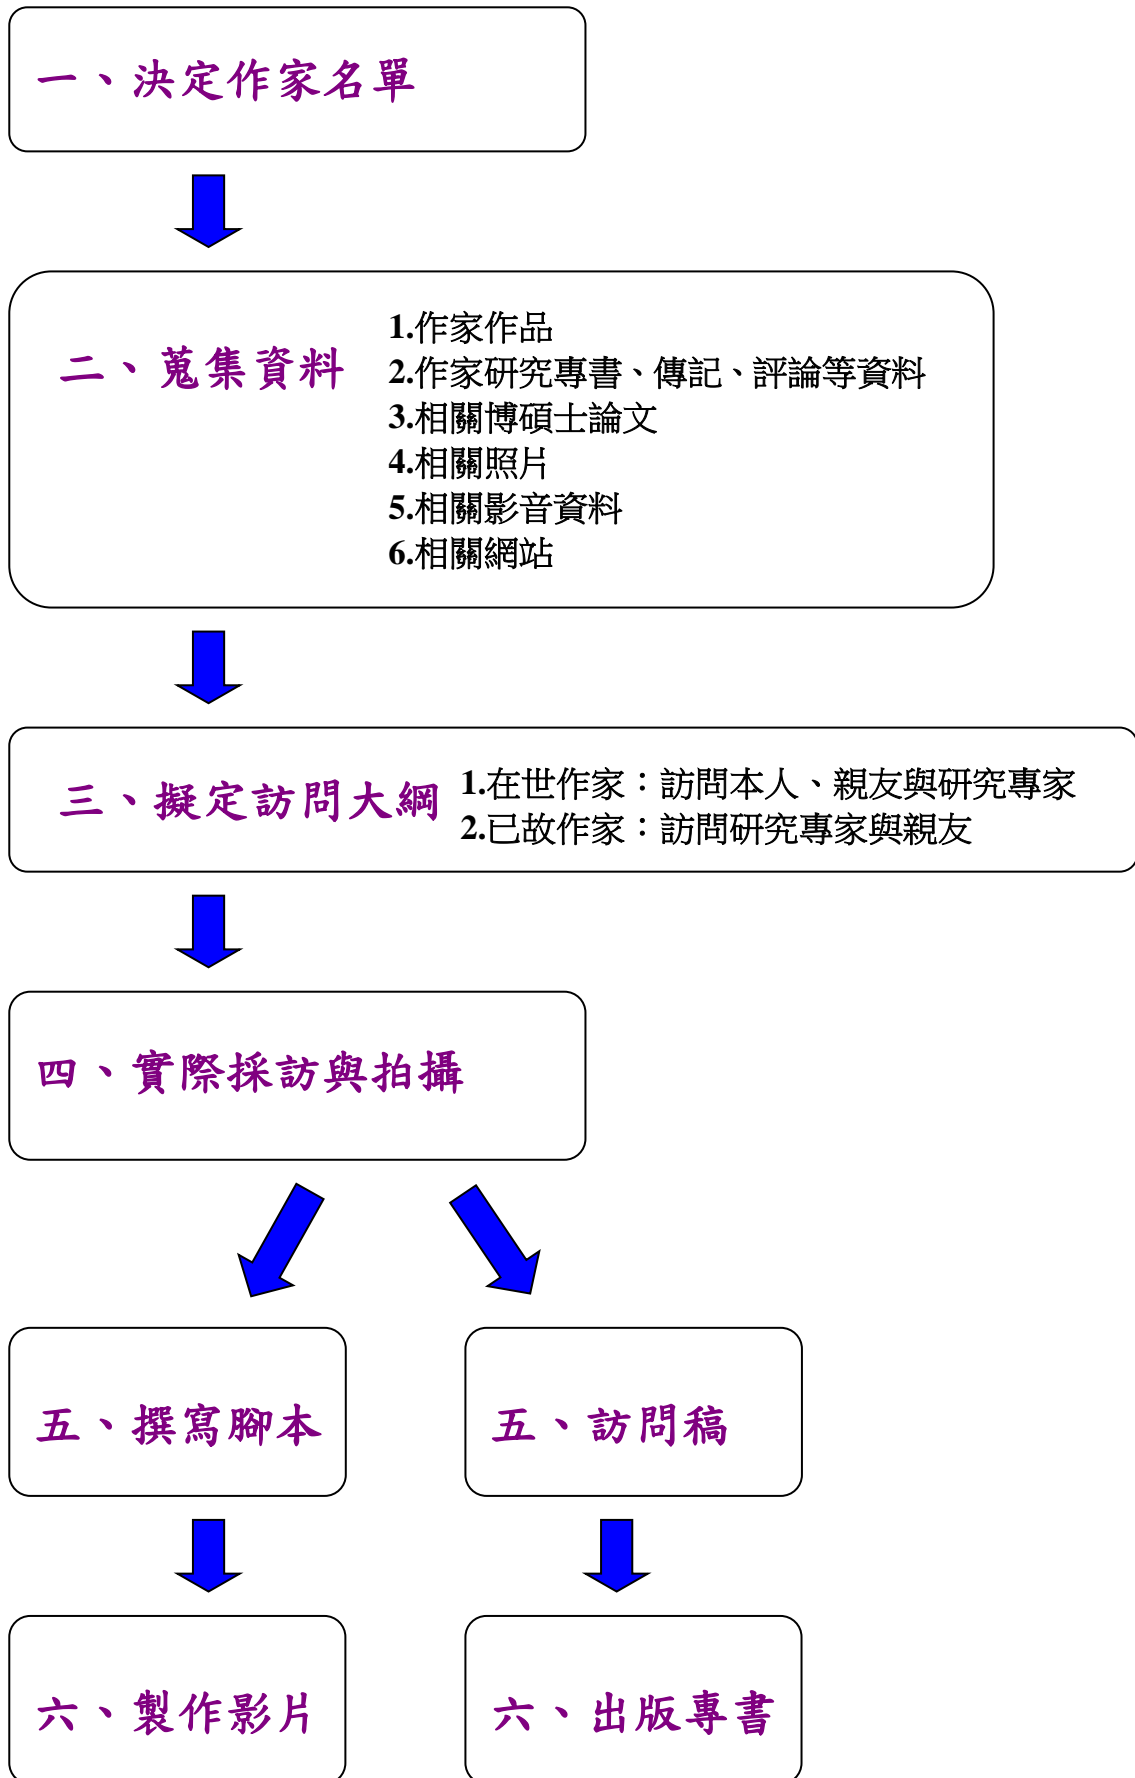 一、決定作家名單
二、蒐集資料
1.作家作品
2.作家研究專書、傳記、評論等資料
3.相關博碩士論文
4.相關照片
5.相關影音資料
6.相關網站
三、擬定訪問大綱
1.在世作家：訪問本人、親友與研究專家
2.已故作家：訪問研究專家與親友
四、實際採訪與拍攝
五、撰寫腳本
五、訪問稿
六、製作影片
六、出版專書